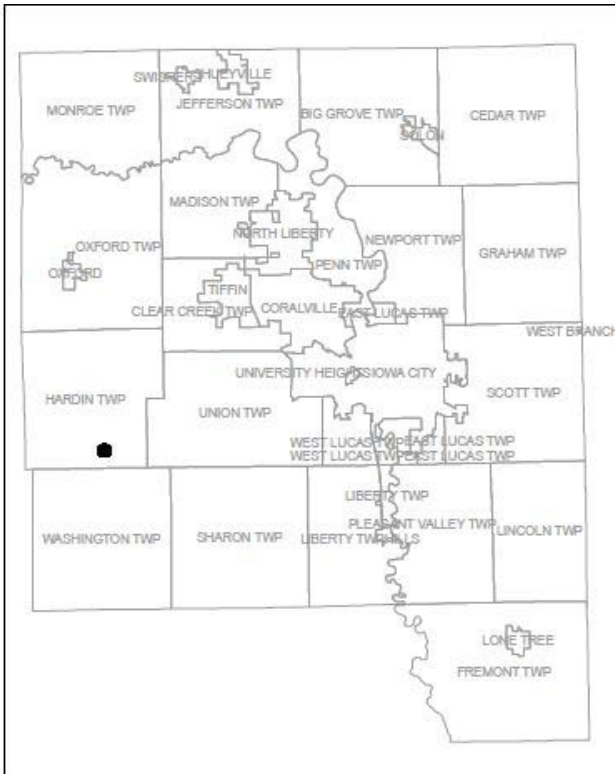 SWISHER SHUEYVILLE
MONROE TWP
JEFFERSON TWP
BIG GROVE TWP
CEDAR TWP
SOLON
MADISON TWP
NORTH LIBERTY
OXFORD TWP
NEWPORT TWP
GRAHAM TWP
PENN TWP
OXFORD
TIFFIN
CLEAR CREEK TWP
CORALVILLE
EAST LUCAS TWP
WEST BRANCH
UNIVERSITY HEIGHTS IOWA CITY
HARDIN TWP
SCOTT TWP
UNION TWP
WEST LUCAS TWP EAST LUCAS TWP
WEST LUCAS TWP EAST LUCAS TWP
LIBERTY TWP
PLEASANT VALLEY TWP
WASHINGTON TWP
SHARON TWP
LIBERTY TWP HILLS
LINCOLN TWP
LONE TREE
FREMONT TWP